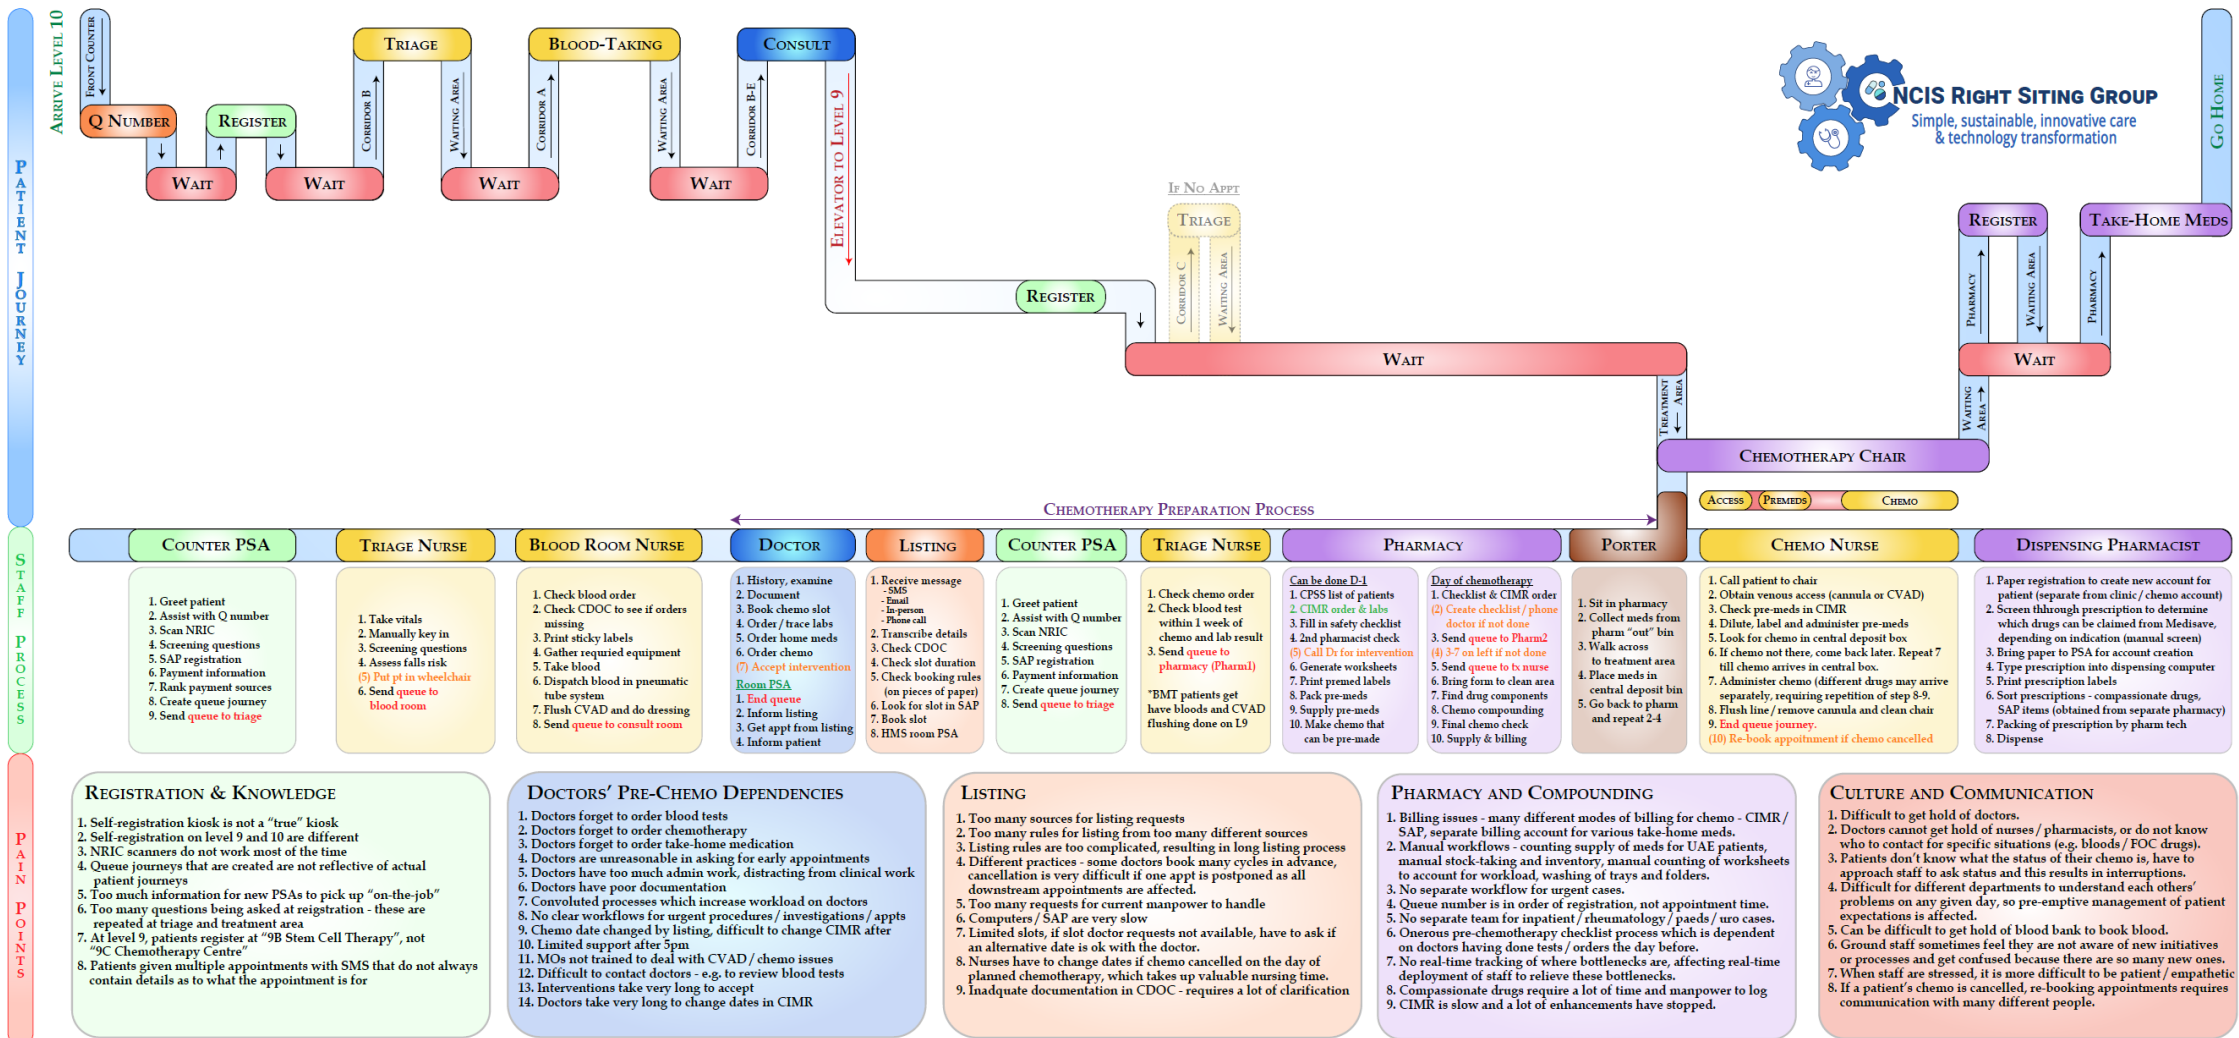 PATIENT JOURNEY
ARRIVE LEVEL 10
FRONT COUNTER
Q NUMBER
WAIT
REGISTER
WAIT
CORRIDOR B
TRIAGE
WAITING AREA
WAIT
CORRIDOR A
BLOOD-TAKING
WAITING AREA
WAIT
CORRIDOR B-E
CONSULT
ELEVATOR TO LEVEL 9
REGISTER
IF NO APPT
TRIAGE
CORRIDOR C
WAITING AREA
WAIT
TREATMENT
AREA
CHEMOTHERAPY CHAIR
ACCESS
PREMEDS
CHEMO
WAITING
AREA
PHARMACY
REGISTER
WAITING AREA
WAIT
PHARMACY
TAKE-HOME MEDS
GO HOME
NCIS RIGHT SITING GROUP
Simple, sustainable, innovative care
& technology transformation
CHEMOTHERAPY PREPARATION PROCESS
STAFF PROCESS
COUNTER PSA
1. Greet patient
2. Assist with Q number
3. Scan NRIC
4. Screening questions
5. SAP registration
6. Payment information
7. Rank payment sources
8. Create queue journey
9. Send queue to triage
TRIAGE NURSE
1. Take vitals
2. Manually key in
3. Screening questions
4. Assess falls risk
(5) Put pt in wheelchair
6. Send queue to
blood room
BLOOD ROOM NURSE
1. Check blood order
2. Check CDOC to see if orders
missing
3. Print sticky labels
4. Gather requried equipment
5. Take blood
6. Dispatch blood in pneumatic
tube system
7. Flush CVAD and do dressing
8. Send queue to consult room
DOCTOR
1. History, examine
2. Document
3. Book chemo slot
4. Order/trace labs
5. Order home meds
6. Order chemo
(7) Accept intervention
Room PSA
1. End queue
2. Inform listing
3. Get appt from listing
4. Inform patient
LISTING
1. Receive message
- SMS
- Email
- In-person
- Phone call
2. Transcribe details
3. Check CDOC
4. Check slot duration
5. Check booking rules
(on pieces of paper)
6. Look for slot in SAP
7. Book slot
8. HMS room PSA
COUNTER PSA
1. Greet patient
2. Assist with Q number
3. Scan NRIC
4. Screening questions
5. SAP registration
6. Payment information
7. Create queue journey
8. Send queue to triage
TRIAGE NURSE
1. Check chemo order
2. Check blood test
within 1 week of
chemo and lab result
3. Send queue to
pharmacy (Pharm1)
*BMT patients get
have bloods and CVAD
flushing done on L9
PHARMACY
Can be done D-1
1. CPSS list of patients
2. CIMR order & labs
3. Fill in safety checklist
4. 2nd pharmacist check
(5) Call Dr for intervention
6. Generate worksheets
7. Print premed labels
8. Pack pre-meds
9. Supply pre-meds
10. Make chemo that
can be pre-made
Day of chemotherapy
1. Checklist & CIMR order
(2) Create checklist/phone
doctor if not done
3. Send queue to Pharm2
(4) 3-7 on left if not done
5. Send queue to tx nurse
6. Bring form to clean area
7. Find drug components
8. Chemo compounding
9. Final chemo check
10. Supply & billing
PORTER
1. Sit in pharmacy
2. Collect meds from
pharm "out" bin
3. Walk across
to treatment area
4. Place meds in
central deposit bin
5. Go back to pharm
and repeat 2-4
CHEMO NURSE
1. Call patient to chair
2. Obtain venous access (cannula or CVAD)
3. Check pre-meds in CIMR
4. Dilute, label and administer pre-meds
5. Look for chemo in central deposit box
6. If chemo not there, come back later. Repeat 7
till chemo arrives in central box.
7. Administer chemo (different drugs may arrive
separately, requiring repetition of step 8-9.
8. Flush line/remove cannula and clean chair
9. End queue journey.
(10) Re-book appoitnment if chemo cancelled
DISPENSING PHARMACIST
1. Paper registration to create new account for
patient (separate from clinic/chemo account)
2. Screen thhrough prescription to determine
which drugs can be claimed from Medisave,
depending on indication (manual screen)
3. Bring paper to PSA for account creation
4. Type prescription into dispensing computer
5. Print prescription labels
6. Sort prescriptions - compassionate drugs,
SAP items (obtained from separate pharmacy)
7. Packing of prescription by pharm tech
8. Dispense
PAIN POINTS
REGISTRATION & KNOWLEDGE
1. Self-registration kiosk is not a "true" kiosk
2. Self-registration on level 9 and 10 are different
3. NRIC scanners do not work most of the time
4. Queue journeys that are created are not reflective of actual
patient journeys
5. Too much information for new PSAs to pick up "on-the-job"
6. Too many questions being asked at reigstration - these are
repeated at triage and treatment area
7. At level 9, patients register at "9B Stem Cell Therapy", not
"9C Chemotherapy Centre"
8. Patients given multiple appointments with SMS that do not always
contain details as to what the appointment is for
DOCTORS' PRE-CHEMO DEPENDENCIES
1. Doctors forget to order blood tests
2. Doctors forget to order chemotherapy
3. Doctors forget to order take-home medication
4. Doctors are unreasonable in asking for early appointments
5. Doctors have too much admin work, distracting from clinical work
6. Doctors have poor documentation
7. Convoluted processes which increase workload on doctors
8. No clear workflows for urgent procedures/investigations/appts
9. Chemo date changed by listing, difficult to change CIMR after
10. Limited support after 5pm
11. MOs not trained to deal with CVAD/chemo issues
12. Difficult to contact doctors - e.g. to review blood tests
13. Interventions take very long to accept
14. Doctors take very long to change dates in CIMR
LISTING
1. Too many sources for listing requests
2. Too many rules for listing from too many different sources
3. Listing rules are too complicated, resulting in long listing process
4. Different practices - some doctors book many cycles in advance,
cancellation is very difficult if one appt is postponed as all
downstream appointments are affected.
5. Too many requests for current manpower to handle
6. Computers/SAP are very slow
7. Limited slots, if slot doctor requests not available, have to ask if
an alternative date is ok with the doctor.
8. Nurses have to change dates if chemo cancelled on the day of
planned chemotherapy, which takes up valuable nursing time.
9. Inadquate documentation in CDOC - requires a lot of clarification
PHARMACY AND COMPOUNDING
1. Billing issues - many different modes of billing for chemo - CIMR/
SAP, separate billing account for various take-home meds.
2. Manual workflows - counting supply of meds for UAE patients,
manual stock-taking and inventory, manual counting of worksheets
to account for workload, washing of trays and folders.
3. No separate workflow for urgent cases.
4. Queue number is in order of registration, not appointment time.
5. No separate team for inpatient/rheumatology/paeds/uro cases.
6. Onerous pre-chemotherapy checklist process which is dependent
on doctors having done tests/orders the day before.
7. No real-time tracking of where bottlenecks are, affecting real-time
deployment of staff to relieve these bottlenecks.
8. Compassionate drugs require a lot of time and manpower to log
9. CIMR is slow and a lot of enhancements have stopped.
CULTURE AND COMMUNICATION
1. Difficult to get hold of doctors.
2. Doctors cannot get hold of nurses/pharmacists, or do not know
who to contact for specific situations (e.g. bloods/FOC drugs).
3. Patients don't know what the status of their chemo is, have to
approach staff to ask status and this results in interruptions.
4. Difficult for different departments to understand each others'
problems on any given day, so pre-emptive management of patient
expectations is affected.
5. Can be difficult to get hold of blood bank to book blood.
6. Ground staff sometimes feel they are not aware of new initiatives
or processes and get confused because there are so many new ones.
7. When staff are stressed, it is more difficult to be patient/empathetic
8. If a patient's chemo is cancelled, re-booking appointments requires
communication with many different people.